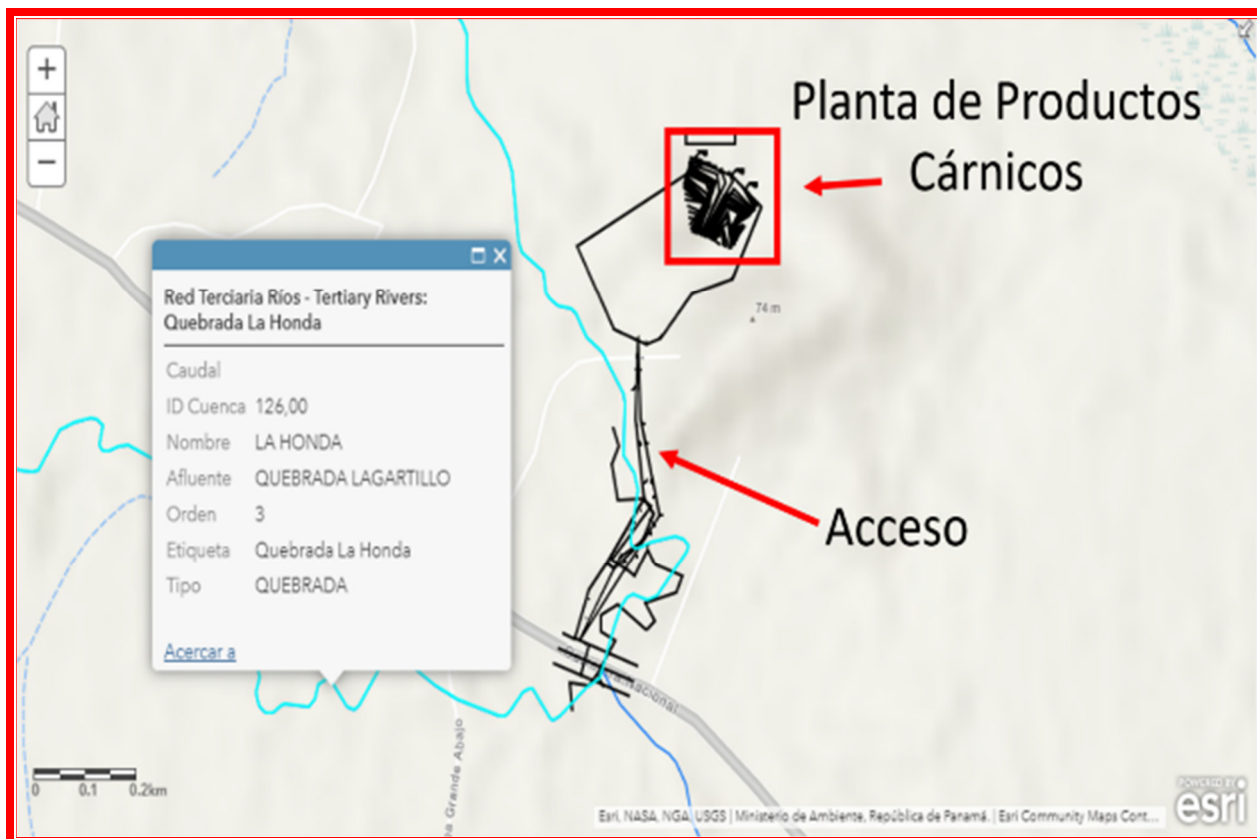 +
−
Planta de Productos
Cárnicos
Red Terciaria Ríos - Tertiary Rivers:
Quebrada La Honda
Caudal
ID Cuenca 126,00
Nombre LA HONDA
Afluente QUEBRADA LAGARTILLO
Orden 3
Etiqueta Quebrada La Honda
Tipo QUEBRADA
Acercar a
74 m
Acceso
Nacional
Grande Abajo
0 0.1 0.2km
Esri, NASA, NGA, USGS | Ministerio de Ambiente, República de Panamá. | Esri Community Maps Cont...
POWERED BY
esri